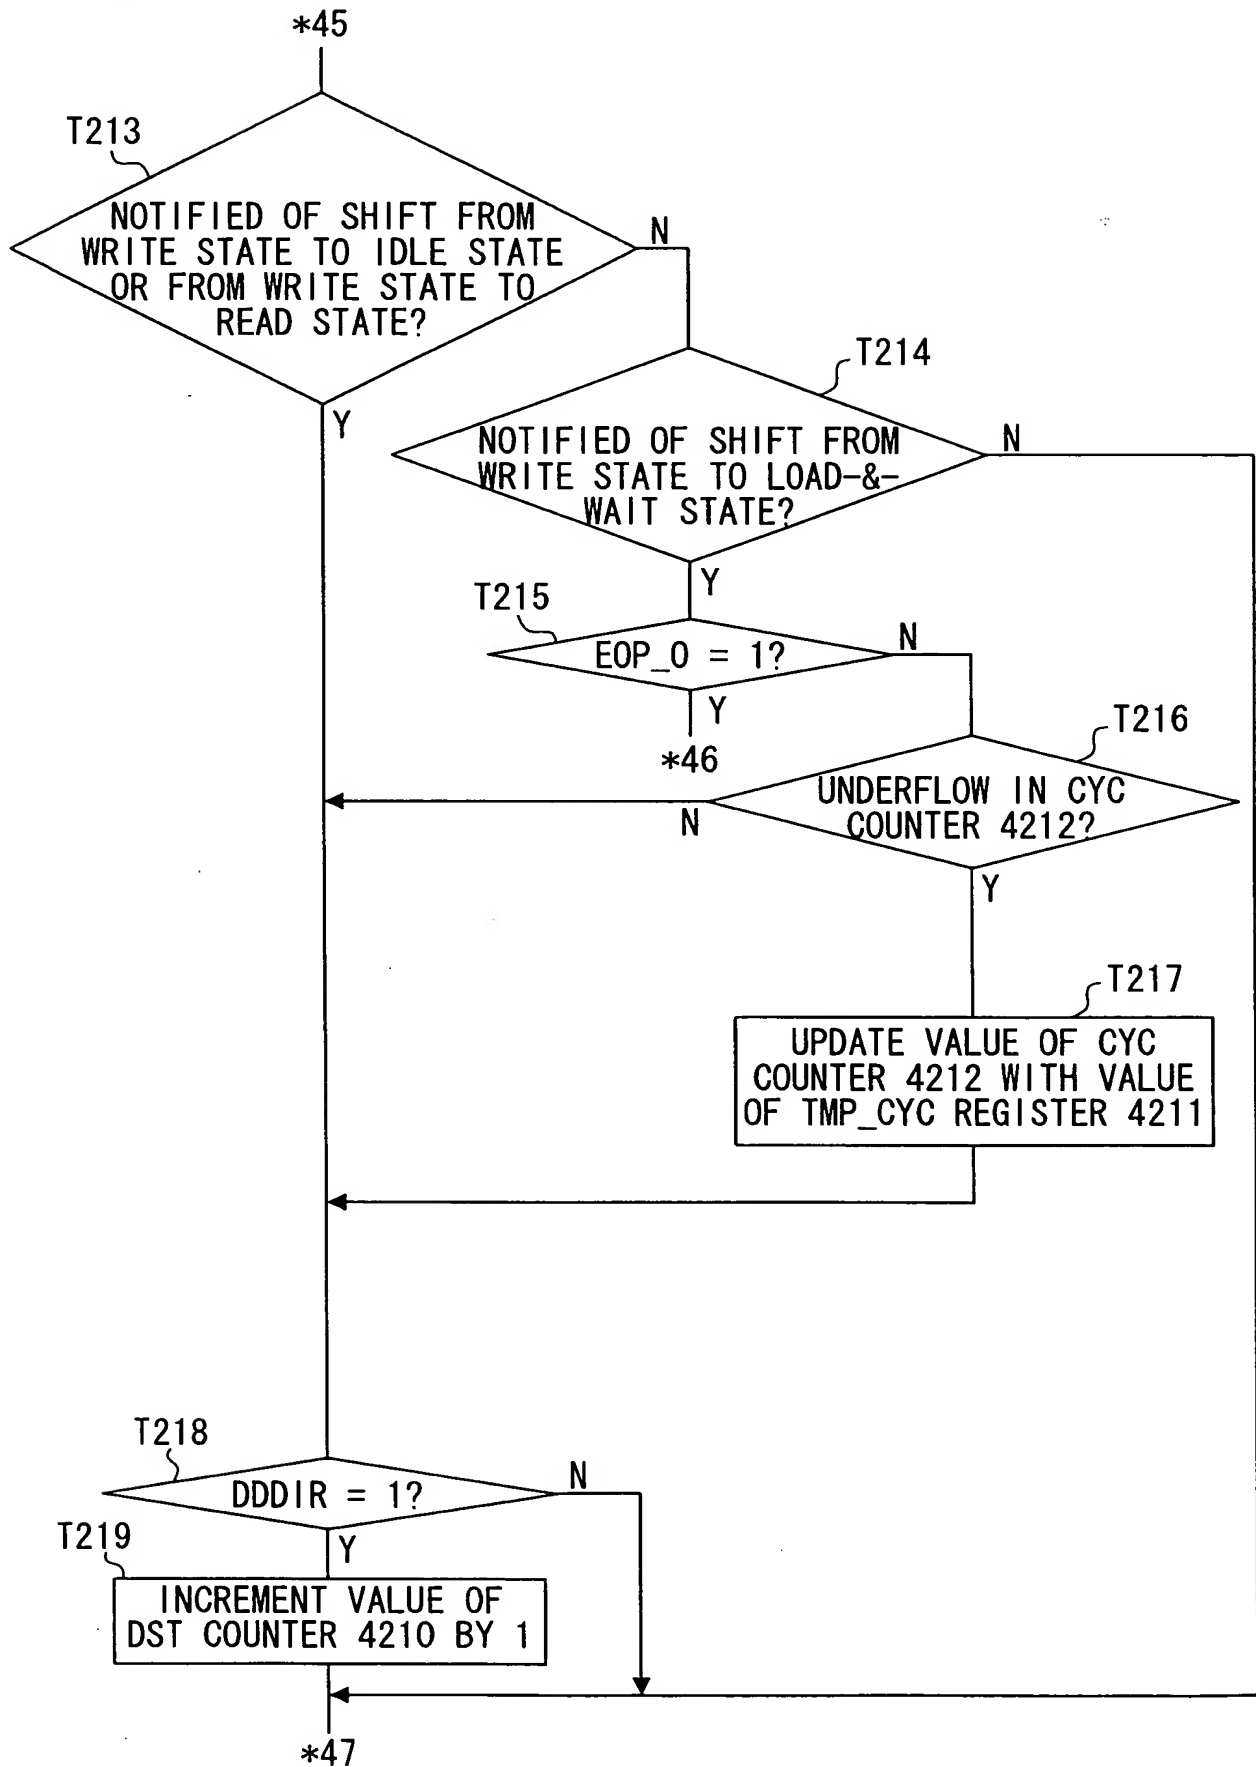 *45
T213
NOTIFIED OF SHIFT FROM
WRITE STATE TO IDLE STATE
OR FROM WRITE STATE TO
READ STATE?
N
Y
T214
NOTIFIED OF SHIFT FROM
WRITE STATE TO LOAD-&-
WAIT STATE?
N
Y
T215
EOP_O = 1?
N
Y
*46
T216
UNDERFLOW IN CYC
COUNTER 4212?
N
Y
T217
UPDATE VALUE OF CYC
COUNTER 4212 WITH VALUE
OF TMP_CYC REGISTER 4211
T218
DDDIR = 1?
N
Y
T219
INCREMENT VALUE OF
DST COUNTER 4210 BY 1
*47